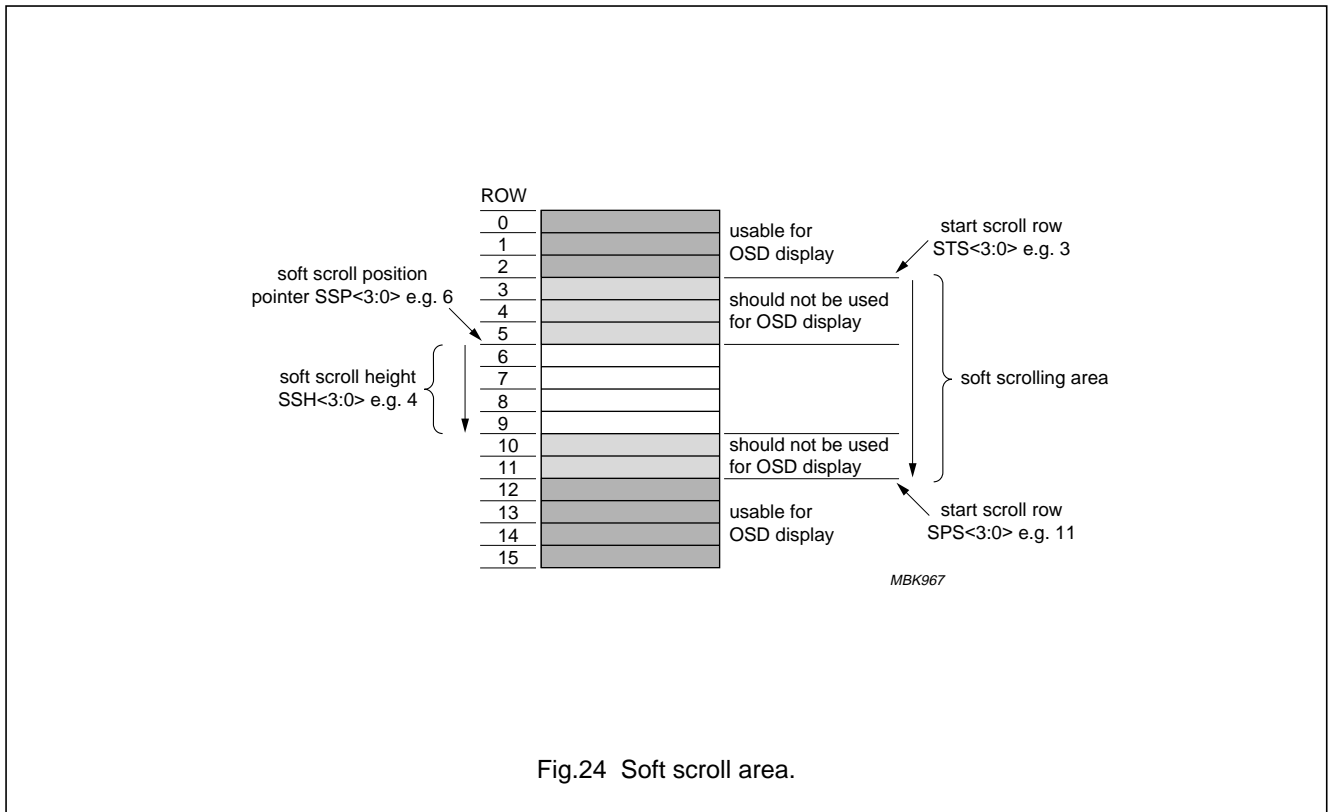 ROW
0
1
2
3
4
5
6
7
8
9
10
11
12
13
14
15
soft scroll position
pointer SSP<3:0> e.g. 6
soft scroll height
SSH<3:0> e.g. 4
usable for
OSD display
should not be used
for OSD display
should not be used
for OSD display
usable for
OSD display
start scroll row
STS<3:0> e.g. 3
soft scrolling area
start scroll row
SPS<3:0> e.g. 11
MBK967
Fig.24 Soft scroll area.